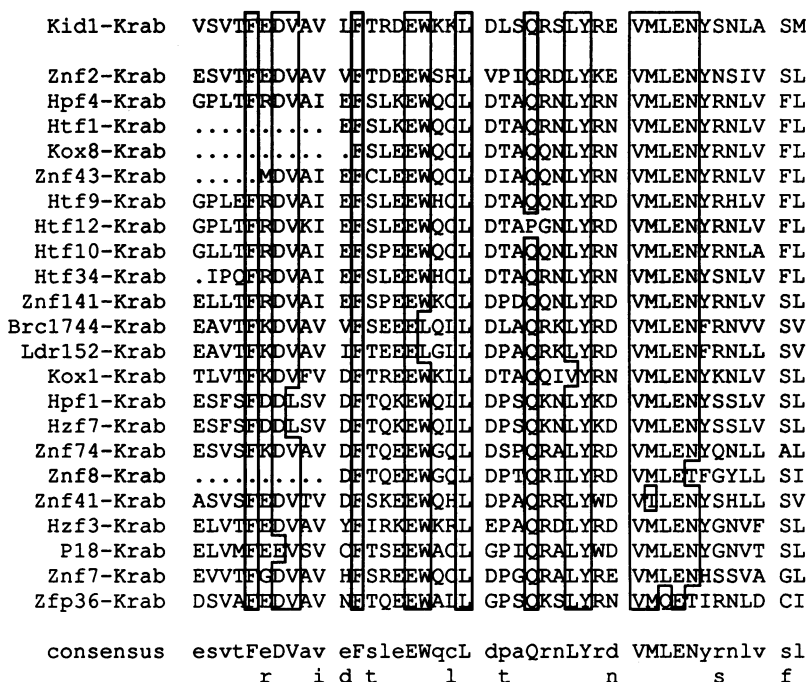 Kid1-Krab VSVTFEDVAV LFTRDEWKKL DLSQRSLYRE VMLENYSNLA SM
Znf2-Krab ESVTFEDVAV VFTDEEWSRL VPIQRDLYKE VMLENYNSIV SL
Hpf4-Krab GPLTFRDVAI EFSLKEWQCL DTAQRNLYRN VMLENYRNLV FL
Htf1-Krab .......... EFSLEEWQCL DTAQRNLYRN VMLENYRNLV FL
Kox8-Krab .......... .FSLEEWQCL DTAQQNLYRN VMLENYRNLV FL
Znf43-Krab .....MDVAI EFCLEEWQCL DIAQQNLYRN VMLENYRNLV FL
Htf9-Krab GPLEFRDVAI EFSLEEWHCL DTAQQNLYRD VMLENYRHLV FL
Htf12-Krab GPLTFRDVKI EFSLEEWQCL DTAPGNLYRD VMLENYRNLV FL
Htf10-Krab GLLTFRDVAI EFSPEEWQCL DTAQQNLYRN VMLENYRNLA FL
Htf34-Krab .IPQFRDVAI EFSLEEWHCL DTAQRNLYRN VMLENYSNLV FL
Znf141-Krab ELLTFRDVAI EFSPEEWKCL DPDQQNLYRD VMLENYRNLV SL
Brc1744-Krab EAVTFKDVAV VFSEEELQLL DLAQRKLYRD VMLENFRNVV SV
Ldr152-Krab EAVTFKDVAV IFTEEELGLL DPAQRKLYRD VMLENFRNLL SV
Kox1-Krab TLVTFKDVFV DFTREEWKLL DTAQQIVYRN VMLENYKNLV SL
Hpf1-Krab ESFSFDDLSV DFTQKEWQLL DPSQKNLYKD VMLENYSSLV SL
Hzf7-Krab ESFSFDDLSV DFTQKEWQLL DPSQKNLYKD VMLENYSSLV SL
Znf74-Krab ESVSFKDVAV DFTQEEWGQL DSPQRALYRD VMLENYQNLL AL
Znf8-Krab .......... DFTQEEWGQL DPTQRILYRD VMLETFGYLL SI
Znf41-Krab ASVSFEDVTV DFSKEEWQHL DPAQRRLYWD VTLENYSHLL SV
Hzf3-Krab ELVTFEDVAV YFIRKEWKRL EPAQRDLYRD VMLENYGNVF SL
P18-Krab ELVMFEEVSV CFTSEEWACL GPIQRALYWD VMLENYGNVT SL
Znf7-Krab EVVTFGDVAV HFSREEWQCL DPGQRALYRE VMLENHSSVA GL
Zfp36-Krab DSVAFEDVAV NFTQEEWALL GPSQKSLYRN VMQETIRNLD CI
consensus esvtFeDVav eFsleEWqcL dpaQrnLYrd VMLENyrnlv sl
r i d t l t n s f